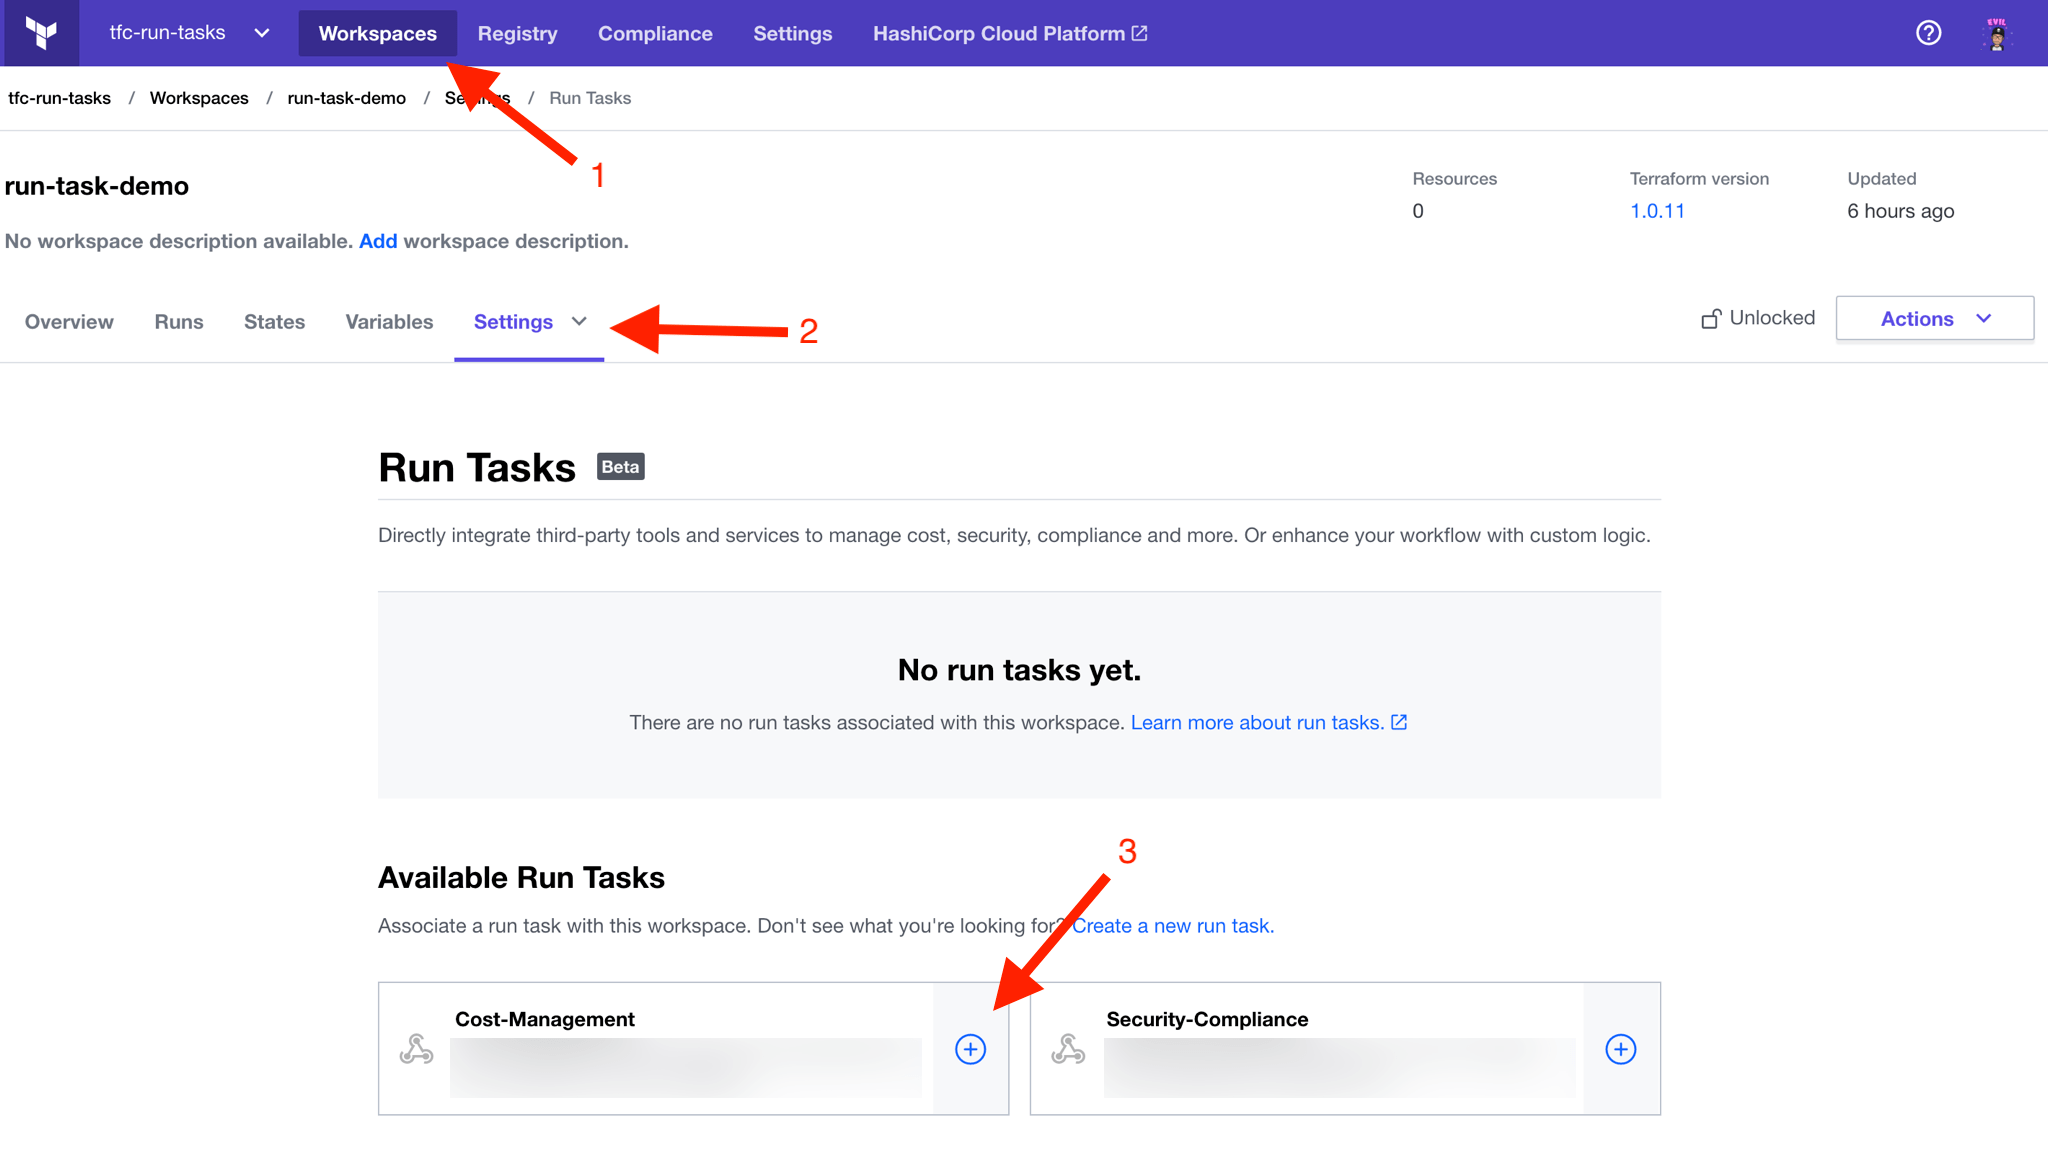 tfc-run-tasks Workspaces Registry Compliance Settings HashiCorp Cloud Platform EVIL
tfc-run-tasks / Workspaces / run-task-demo / Settings / Run Tasks
1
run-task-demo
Resources Terraform version Updated
0 1.0.11 6 hours ago
No workspace description available. Add workspace description.
Overview Runs States Variables Settings 2 Unlocked Actions
Run Tasks Beta
Directly integrate third-party tools and services to manage cost, security, compliance and more. Or enhance your workflow with custom logic.
No run tasks yet.
There are no run tasks associated with this workspace. Learn more about run tasks.
3
Available Run Tasks
Associate a run task with this workspace. Don't see what you're looking for? Create a new run task.
Cost-Management Security-Compliance